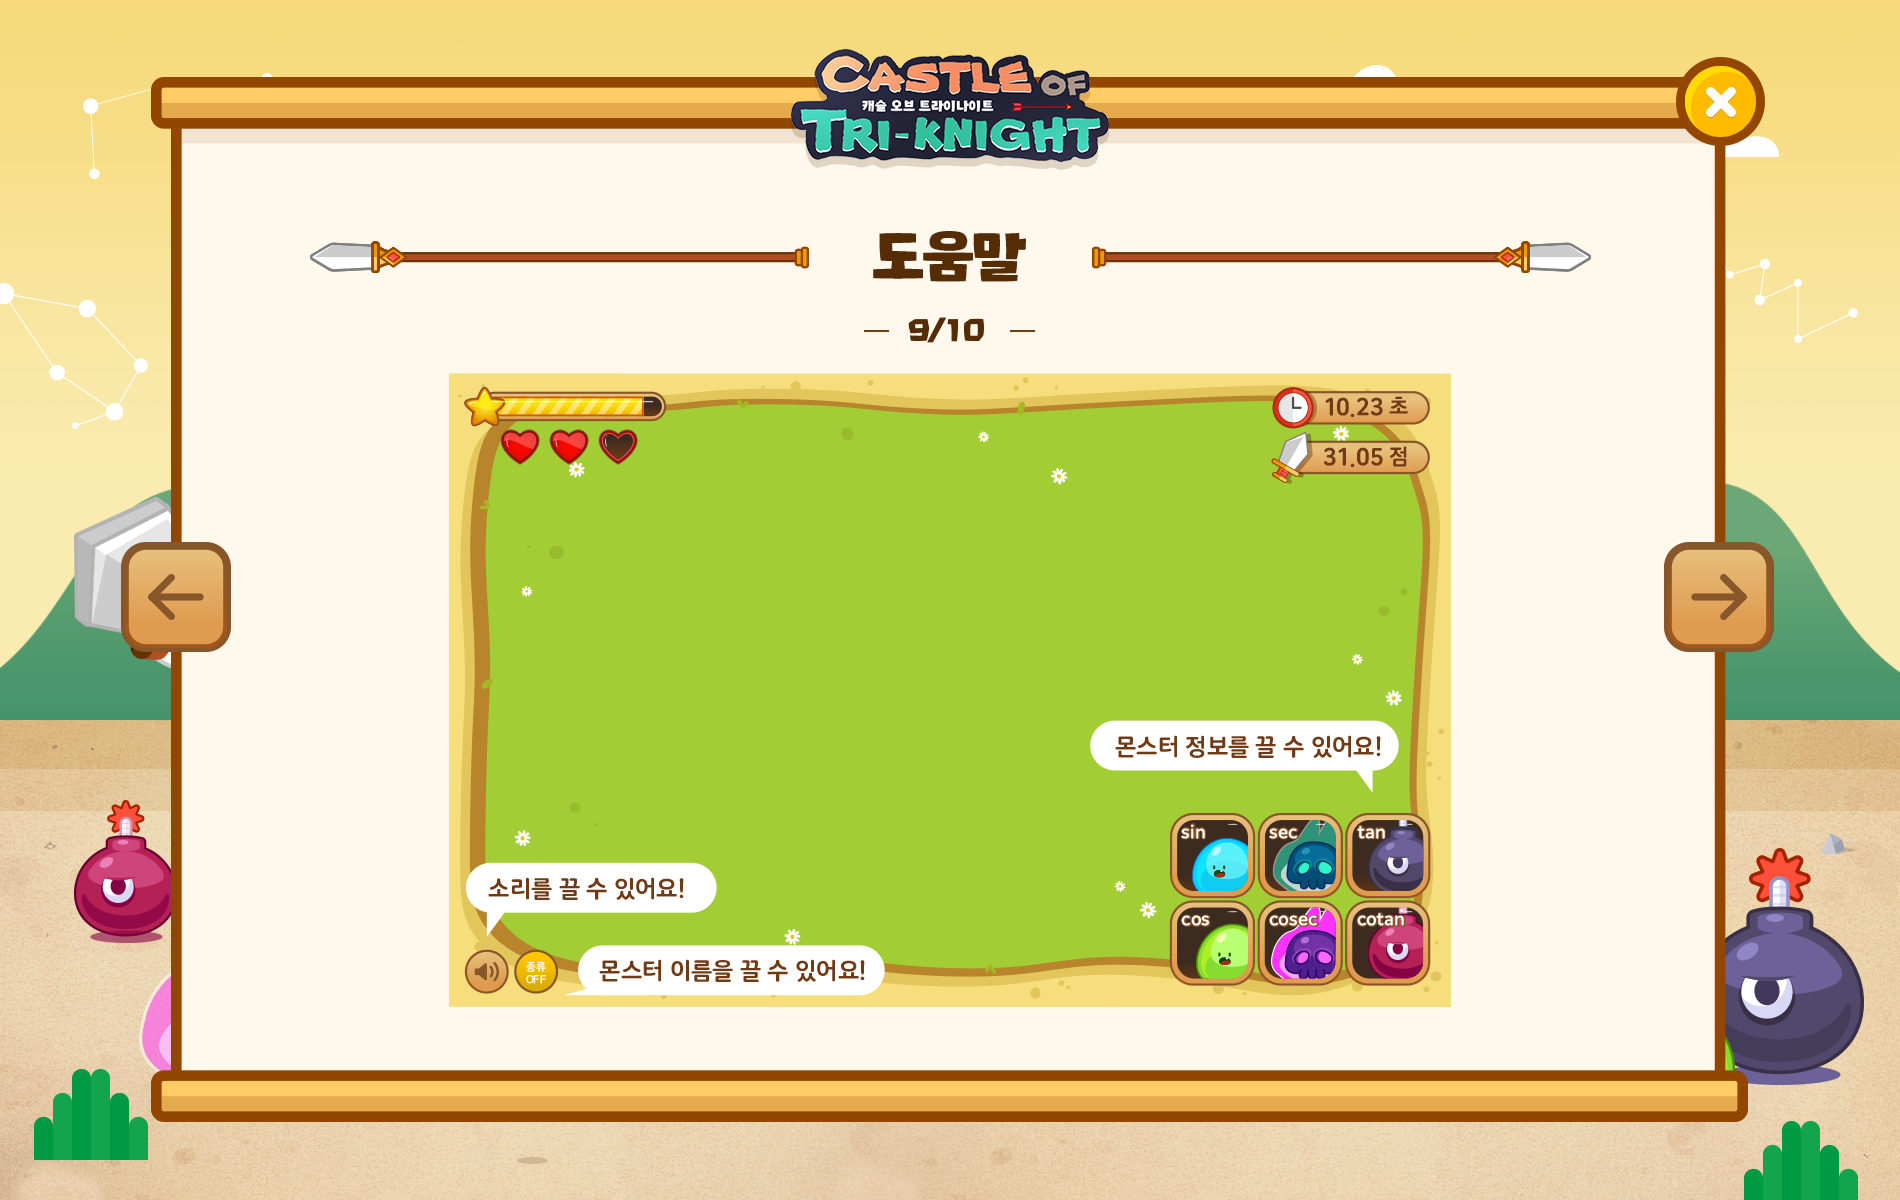 CASTLE OF
캐슬 오브 트라이나이트
TRI-KNIGHT
도움말
9/10
10.23 초
31.05 점
몬스터 정보를 끌 수 있어요!
sin
sec
tan
소리를 끌 수 있어요!
cos
cosec
cotan
종류
OFF
몬스터 이름을 끌 수 있어요!